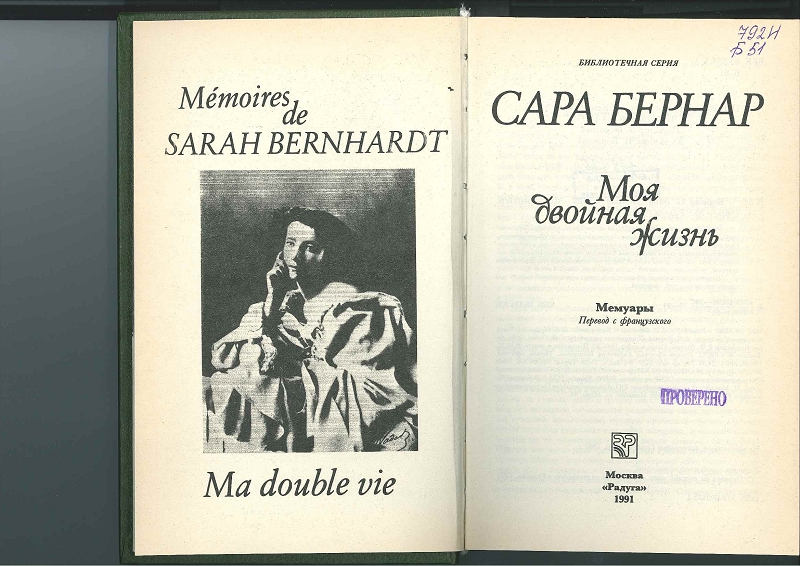 Mémoires
de
SARAH BERNHARDT
Ma double vie
792И
Б51
БИБЛИОТЕЧНАЯ СЕРИЯ
САРА БЕРНАР
Моя
двойная
жизнь
Мемуары
Перевод с французского
ПРОВЕРЕНО
Москва
«Радуга»
1991